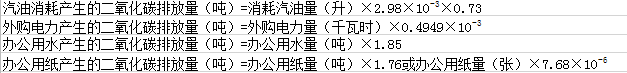 汽油消耗产生的二氧化碳排放量（吨）=消耗汽油量（升）×2.98×10⁻³×0.73
外购电力产生的二氧化碳排放量（吨）=外购电量（千瓦时）×0.4949×10⁻³
办公用水产生的二氧化碳排放量（吨）=办公用水量（吨）×1.85
办公用纸产生的二氧化碳排放量（吨）=办公用纸量（吨）×1.76或办公用纸量（张）×7.68×10⁻⁶